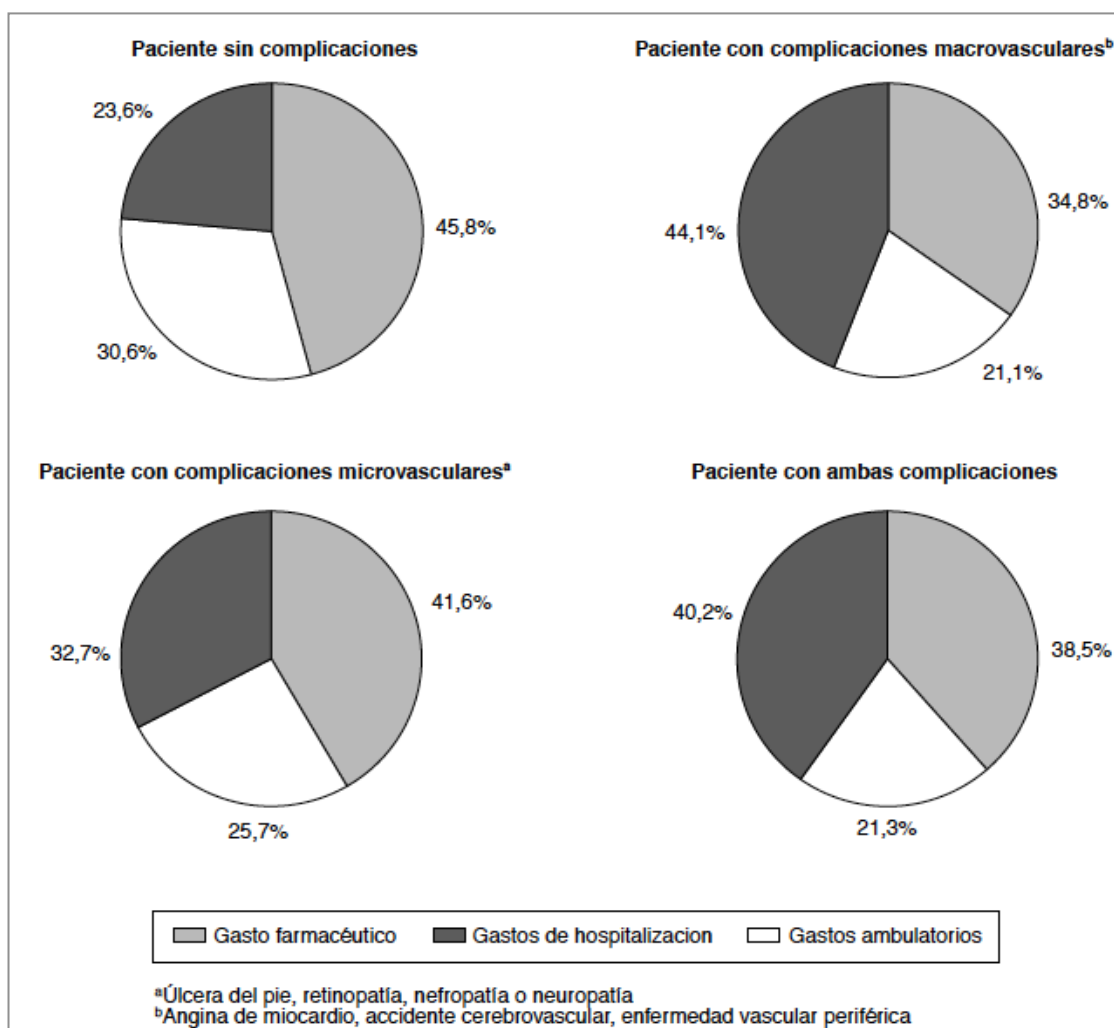 Paciente sin complicaciones
23,6%
45,8%
30,6%
Paciente con complicaciones macrovasculares^b
34,8%
44,1%
21,1%
Paciente con complicaciones microvasculares^a
41,6%
32,7%
25,7%
Paciente con ambas complicaciones
40,2%
38,5%
21,3%
Gasto farmacéutico Gastos de hospitalizacion Gastos ambulatorios
^aÚlcera del pie, retinopatía, nefropatía o neuropatía
^bAngina de miocardio, accidente cerebrovascular, enfermedad vascular periférica